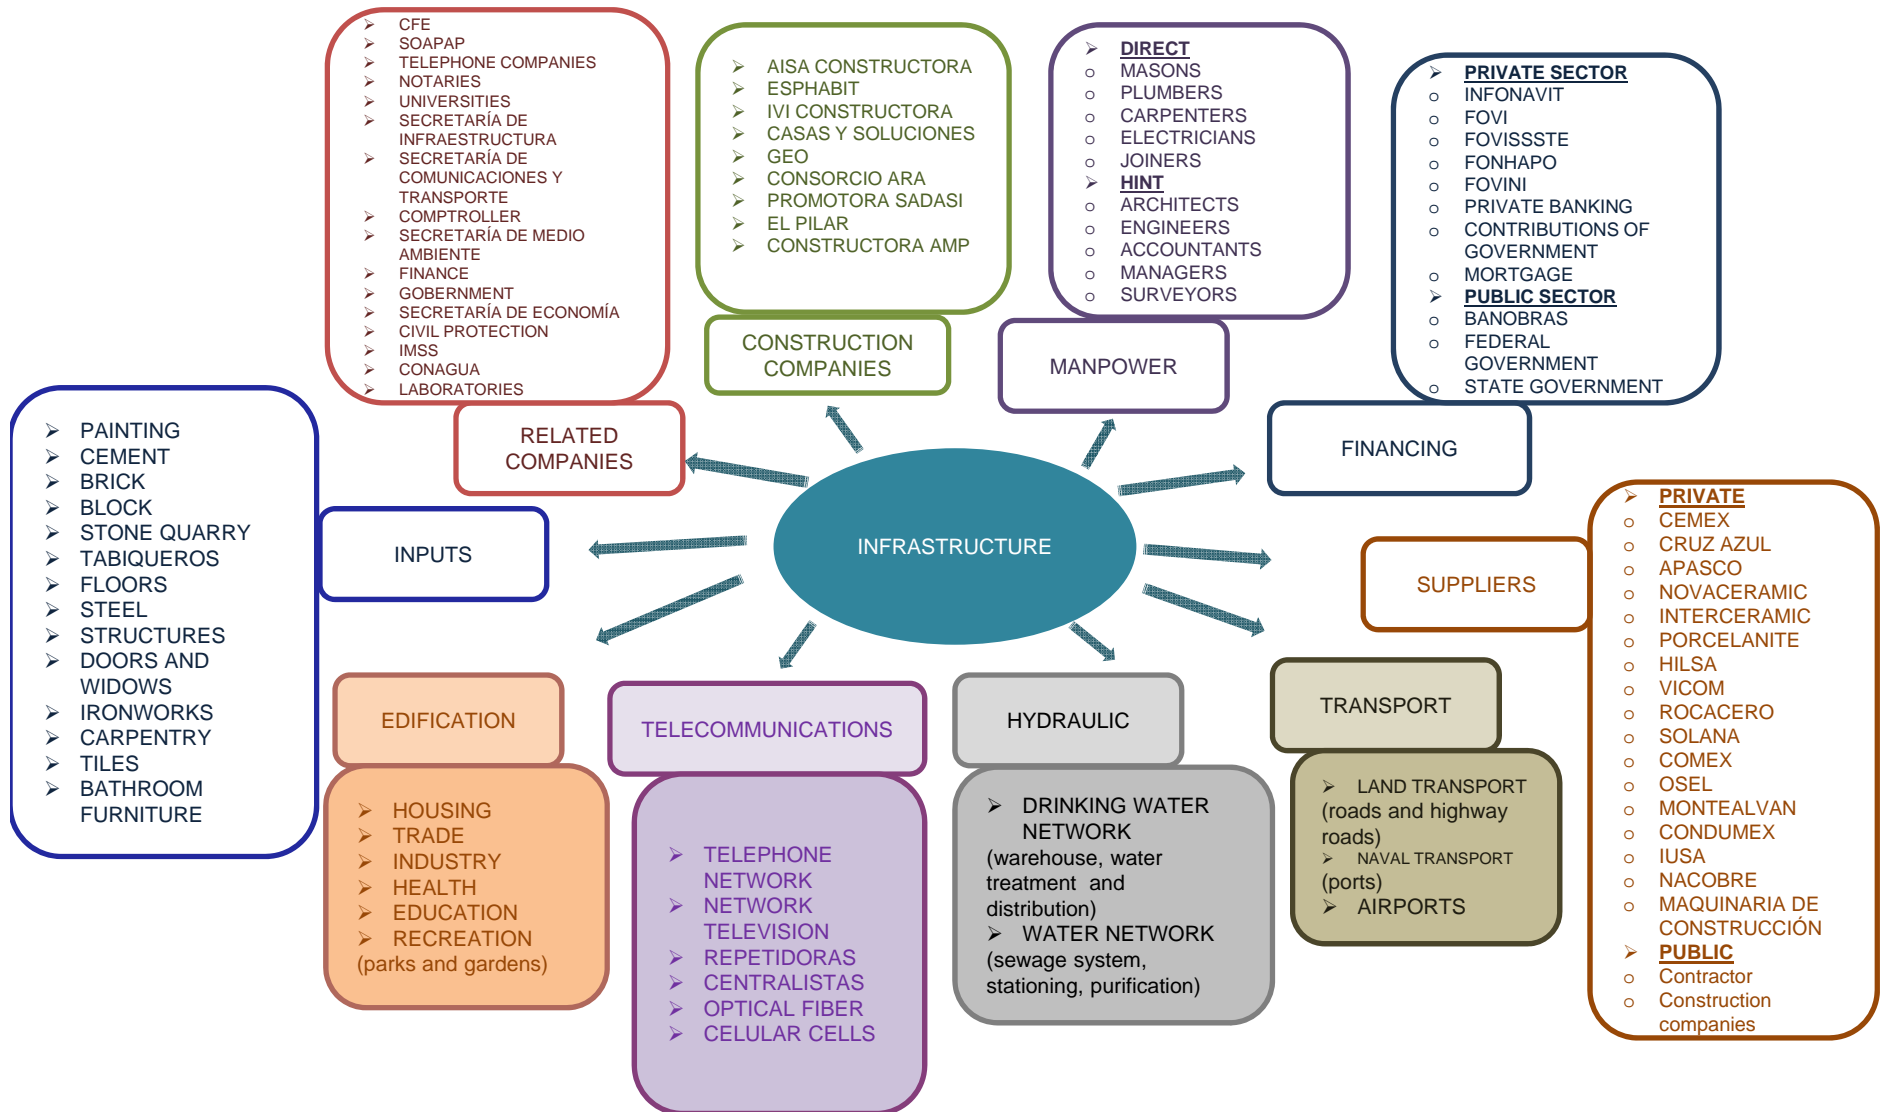 CFE
SOAPAP
TELEPHONE COMPANIES
NOTARIES
UNIVERSITIES
SECRETARÍA DE
INFRAESTRUCTURA
SECRETARÍA DE
COMUNICACIONES Y
TRANSPORTE
COMPTROLLER
SECRETARÍA DE MEDIO
AMBIENTE
FINANCE
GOBERNMENT
SECRETARÍA DE ECONOMÍA
CIVIL PROTECTION
IMSS
CONAGUA
LABORATORIES
RELATED
COMPANIES
AISA CONSTRUCTORA
ESPHABIT
IVI CONSTRUCTORA
CASAS Y SOLUCIONES
GEO
CONSORCIO ARA
PROMOTORA SADASI
EL PILAR
CONSTRUCTORA AMP
CONSTRUCTION
COMPANIES
DIRECT
MASONS
PLUMBERS
CARPENTERS
ELECTRICIANS
JOINERS
HINT
ARCHITECTS
ENGINEERS
ACCOUNTANTS
MANAGERS
SURVEYORS
MANPOWER
PRIVATE SECTOR
INFONAVIT
FOVI
FOVISSSTE
FONHAPO
FOVINI
PRIVATE BANKING
CONTRIBUTIONS OF
GOVERNMENT
MORTGAGE
PUBLIC SECTOR
BANOBRAS
FEDERAL
GOVERNMENT
STATE GOVERNMENT
FINANCING
PAINTING
CEMENT
BRICK
BLOCK
STONE QUARRY
TABIQUEROS
FLOORS
STEEL
STRUCTURES
DOORS AND
WIDOWS
IRONWORKS
CARPENTRY
TILES
BATHROOM
FURNITURE
INPUTS
INFRASTRUCTURE
SUPPLIERS
PRIVATE
CEMEX
CRUZ AZUL
APASCO
NOVACERAMIC
INTERCERAMIC
PORCELANITE
HILSA
VICOM
ROCACERO
SOLANA
COMEX
OSEL
MONTEALVAN
CONDUMEX
IUSA
NACOBRE
MAQUINARIA DE
CONSTRUCCIÓN
PUBLIC
Contractor
Construction
companies
EDIFICATION
HOUSING
TRADE
INDUSTRY
HEALTH
EDUCATION
RECREATION
(parks and gardens)
TELECOMMUNICATIONS
TELEPHONE
NETWORK
NETWORK
TELEVISION
REPETIDORAS
CENTRALISTAS
OPTICAL FIBER
CELULAR CELLS
HYDRAULIC
DRINKING WATER
NETWORK
(warehouse, water
treatment and
distribution)
WATER NETWORK
(sewage system,
stationing, purification)
TRANSPORT
LAND TRANSPORT
(roads and highway
roads)
NAVAL TRANSPORT
(ports)
AIRPORTS